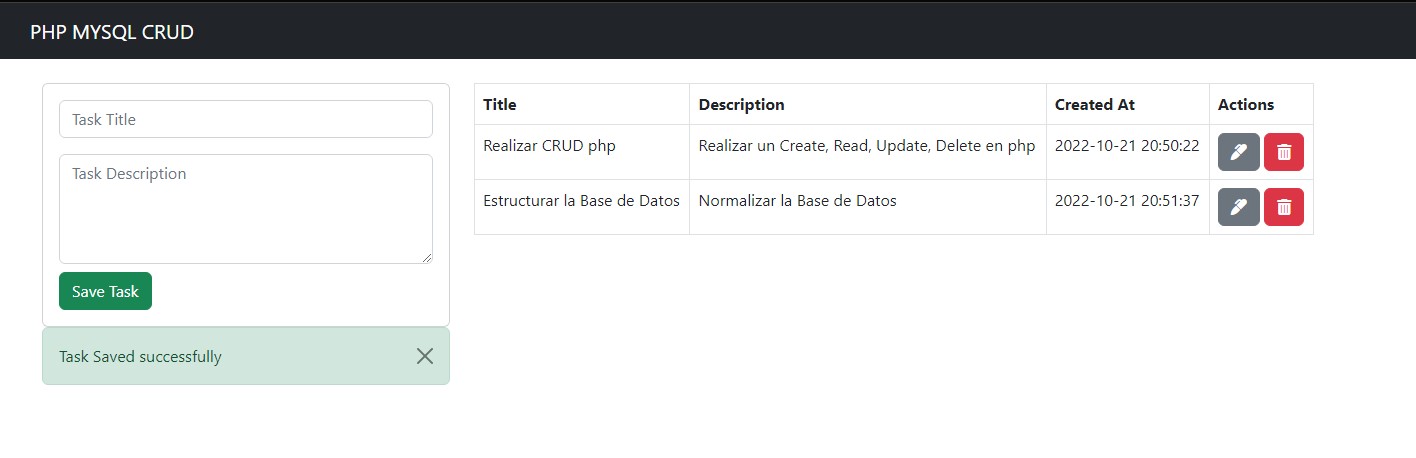 PHP MYSQL CRUD
Task Title
Task Description
Save Task
Task Saved successfully
Title Description Created At Actions
Realizar CRUD php Realizar un Create, Read, Update, Delete en php 2022-10-21 20:50:22
Estructurar la Base de Datos Normalizar la Base de Datos 2022-10-21 20:51:37